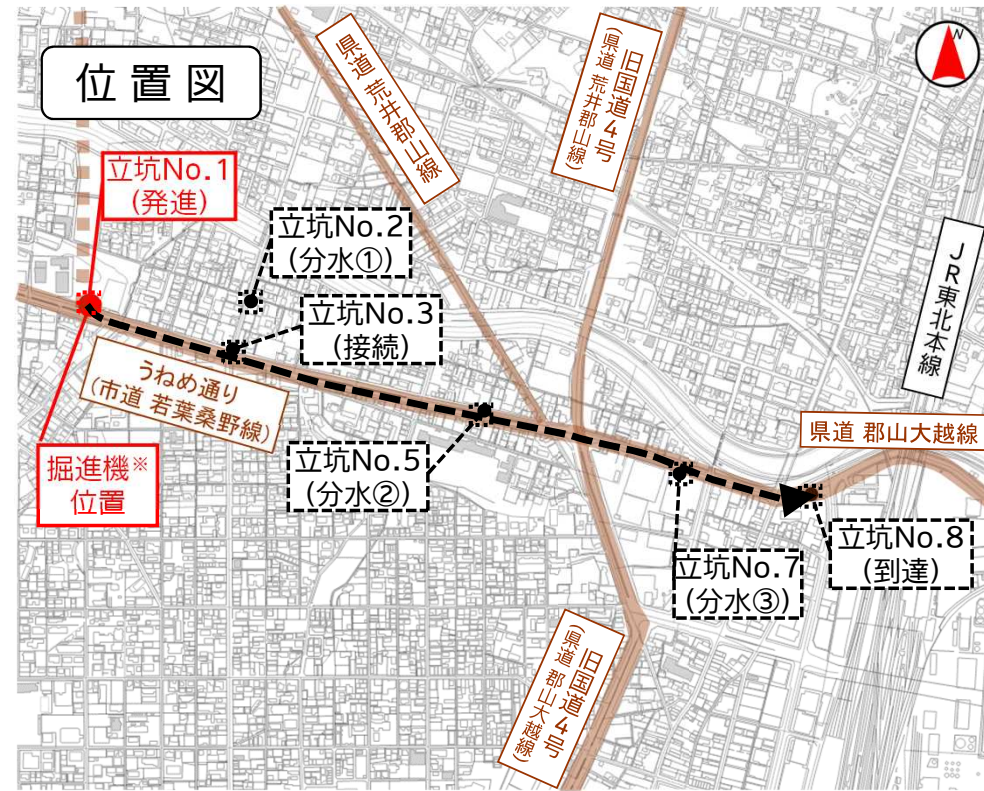 位置図
N
県道 荒井郡山線
旧国道4号
(県道 荒井郡山線)
立坑No.1
(発進)
立坑No.2
(分水①)
JR東北本線
立坑No.3
(接続)
うねめ通り
(市道 若葉桑野線)
県道 郡山大越線
掘進機※
位置
立坑No.5
(分水②)
立坑No.7
(分水③)
立坑No.8
(到達)
旧国道4号
(県道 郡山大越線)